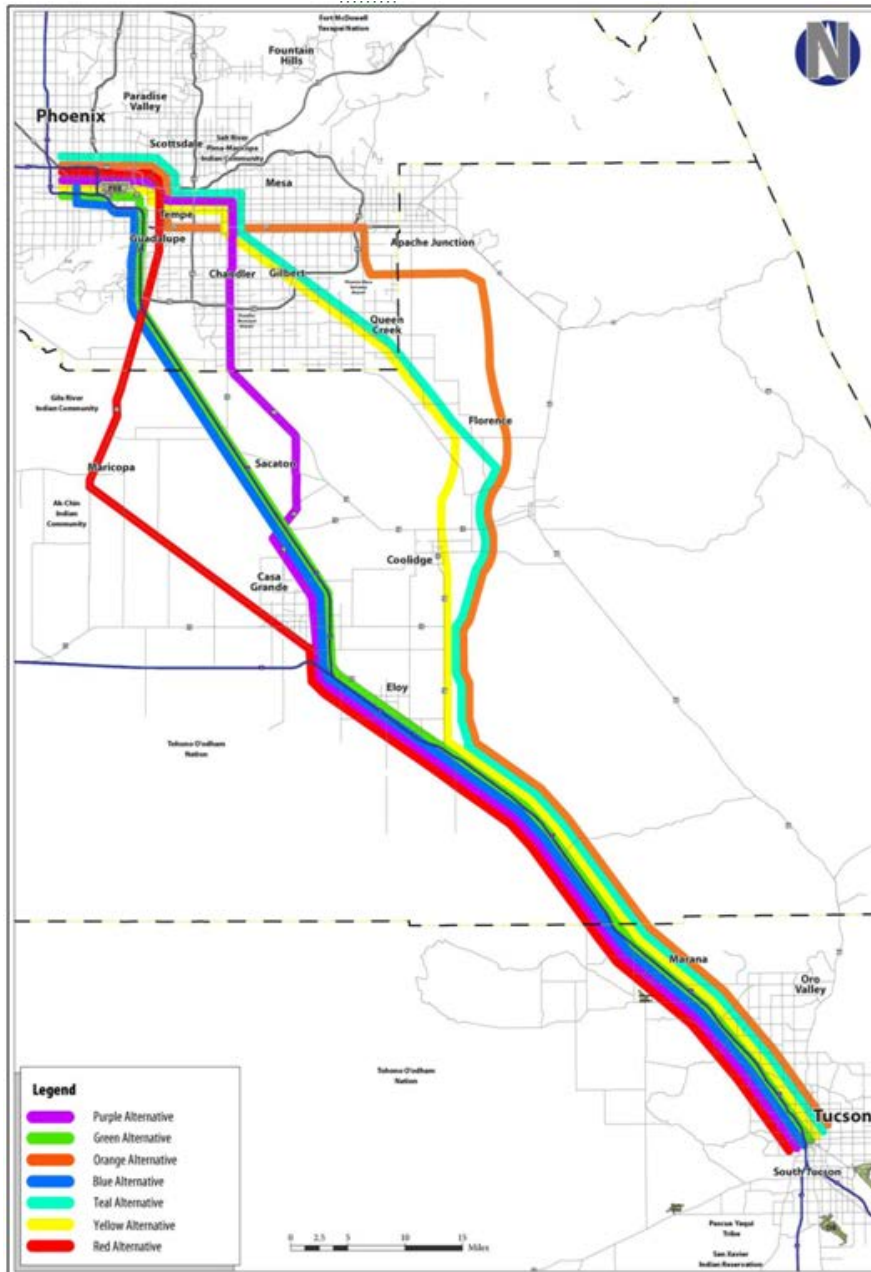 Fort McDowell
Yavapai Nation
N
Fountain
Hills
Paradise
Valley
Phoenix
Scottsdale
Salt River
Pima-Maricopa
Indian Community
Mesa
PHX
Tempe
Guadalupe
Apache Junction
Chandler
Gilbert
Queen
Creek
Gila River
Indian Community
Florence
Maricopa
Sacaton
Ak-Chin
Indian
Community
Coolidge
Casa
Grande
Eloy
Tohono O'odham
Nation
Marana
Oro
Valley
Tohono O'odham
Nation
Tucson
South Tucson
Pascua Yaqui
Tribe
San Xavier
Indian Reservation
Legend
Purple Alternative
Green Alternative
Orange Alternative
Blue Alternative
Teal Alternative
Yellow Alternative
Red Alternative
0 2.5 5 10 15
Miles